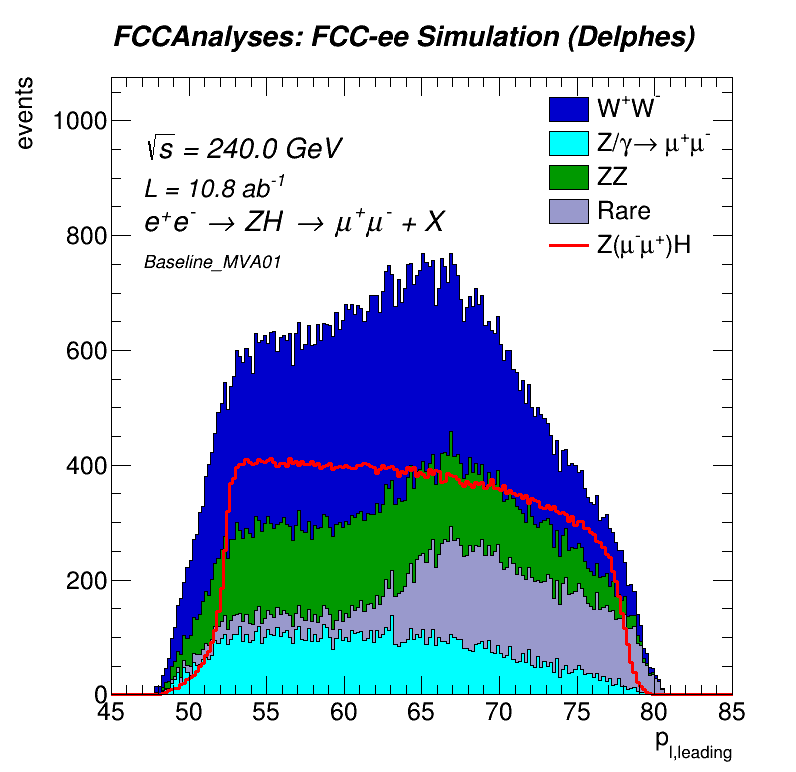 FCCAnalyses: FCC-ee Simulation (Delphes)
events
√s = 240.0 GeV
L = 10.8 ab⁻¹
e⁺e⁻ → ZH → μ⁺μ⁻ + X
Baseline_MVA01
W⁺W⁻
Z/γ→ μ⁺μ⁻
ZZ
Rare
Z(μ⁻μ⁺)H
1000
800
600
400
200
0
45 50 55 60 65 70 75 80 85
p_l,leading